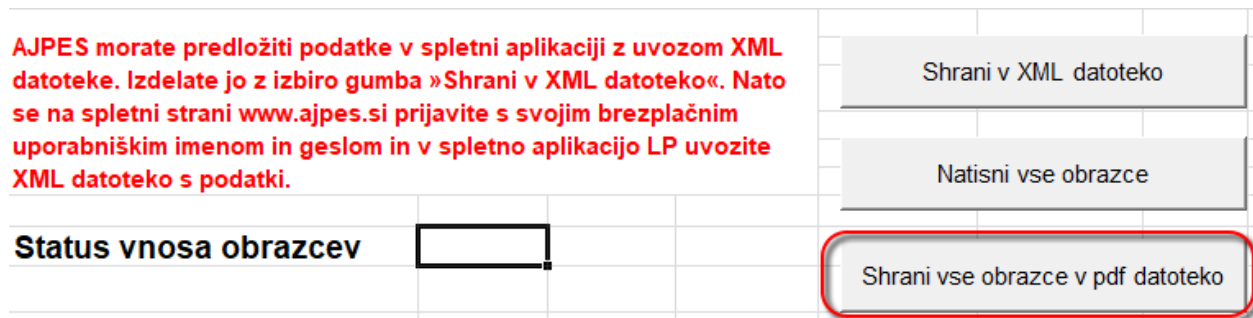 AJPES morate predložiti podatke v spletni aplikaciji z uvozom XML
datoteke. Izdelate jo z izbiro gumba »Shrani v XML datoteko«. Nato
se na spletni strani www.ajpes.si prijavite s svojim brezplačnim
uporabniškim imenom in geslom in v spletno aplikacijo LP uvozite
XML datoteko s podatki.
Shrani v XML datoteko
Natisni vse obrazce
Status vnosa obrazcev
Shrani vse obrazce v pdf datoteko